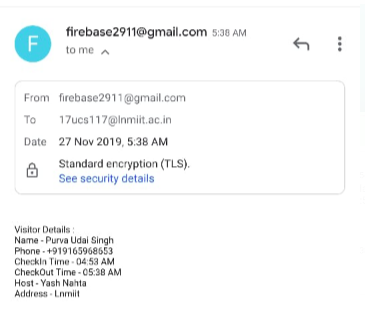 F
firebase2911@gmail.com 5:38 AM
to me
From firebase2911@gmail.com
To 17ucs117@lnmiit.ac.in
Date 27 Nov 2019, 5:38 AM
Standard encryption (TLS).
See security details
Visitor Details :
Name - Purva Udai Singh
Phone - +919165968653
CheckIn Time - 04:53 AM
CheckOut Time - 05:38 AM
Host - Yash Nahta
Address - Lnmiit